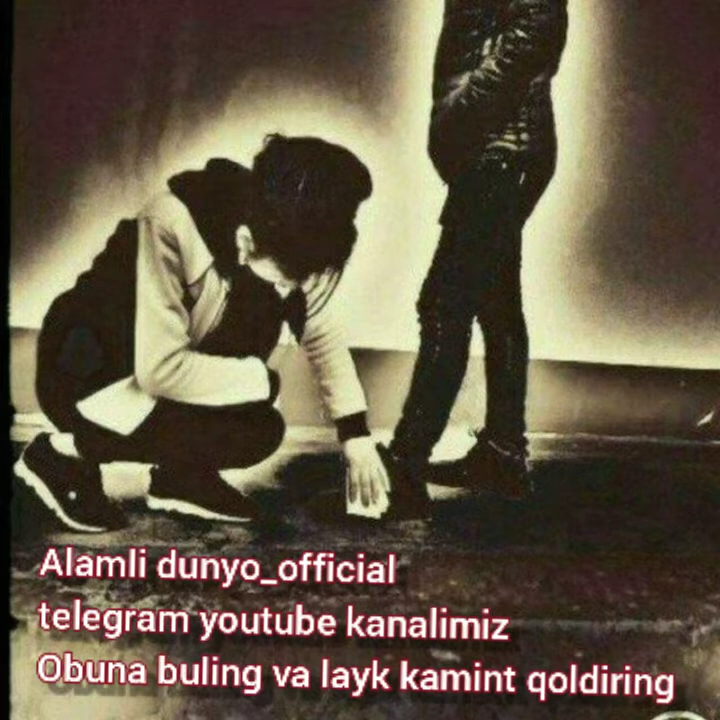 Alamli dunyo_official
telegram youtube kanalimiz
Obuna buling va layk kamint qoldiring